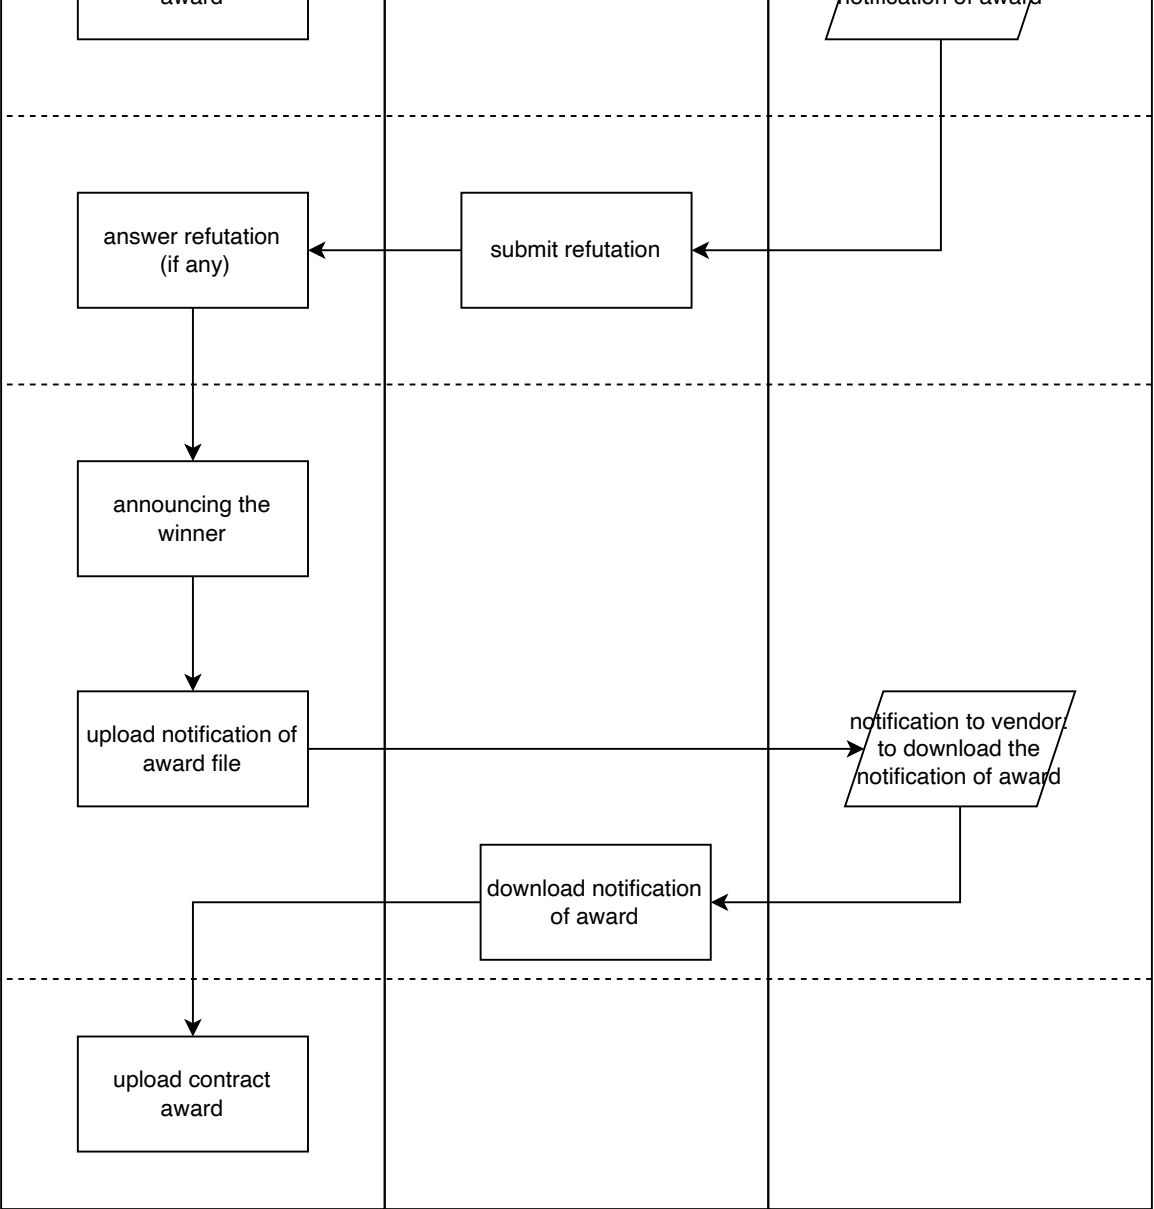 award
notification of award
answer refutation
(if any)
submit refutation
announcing the
winner
upload notification of
award file
notification to vendor:
to download the
notification of award
download notification
of award
upload contract
award